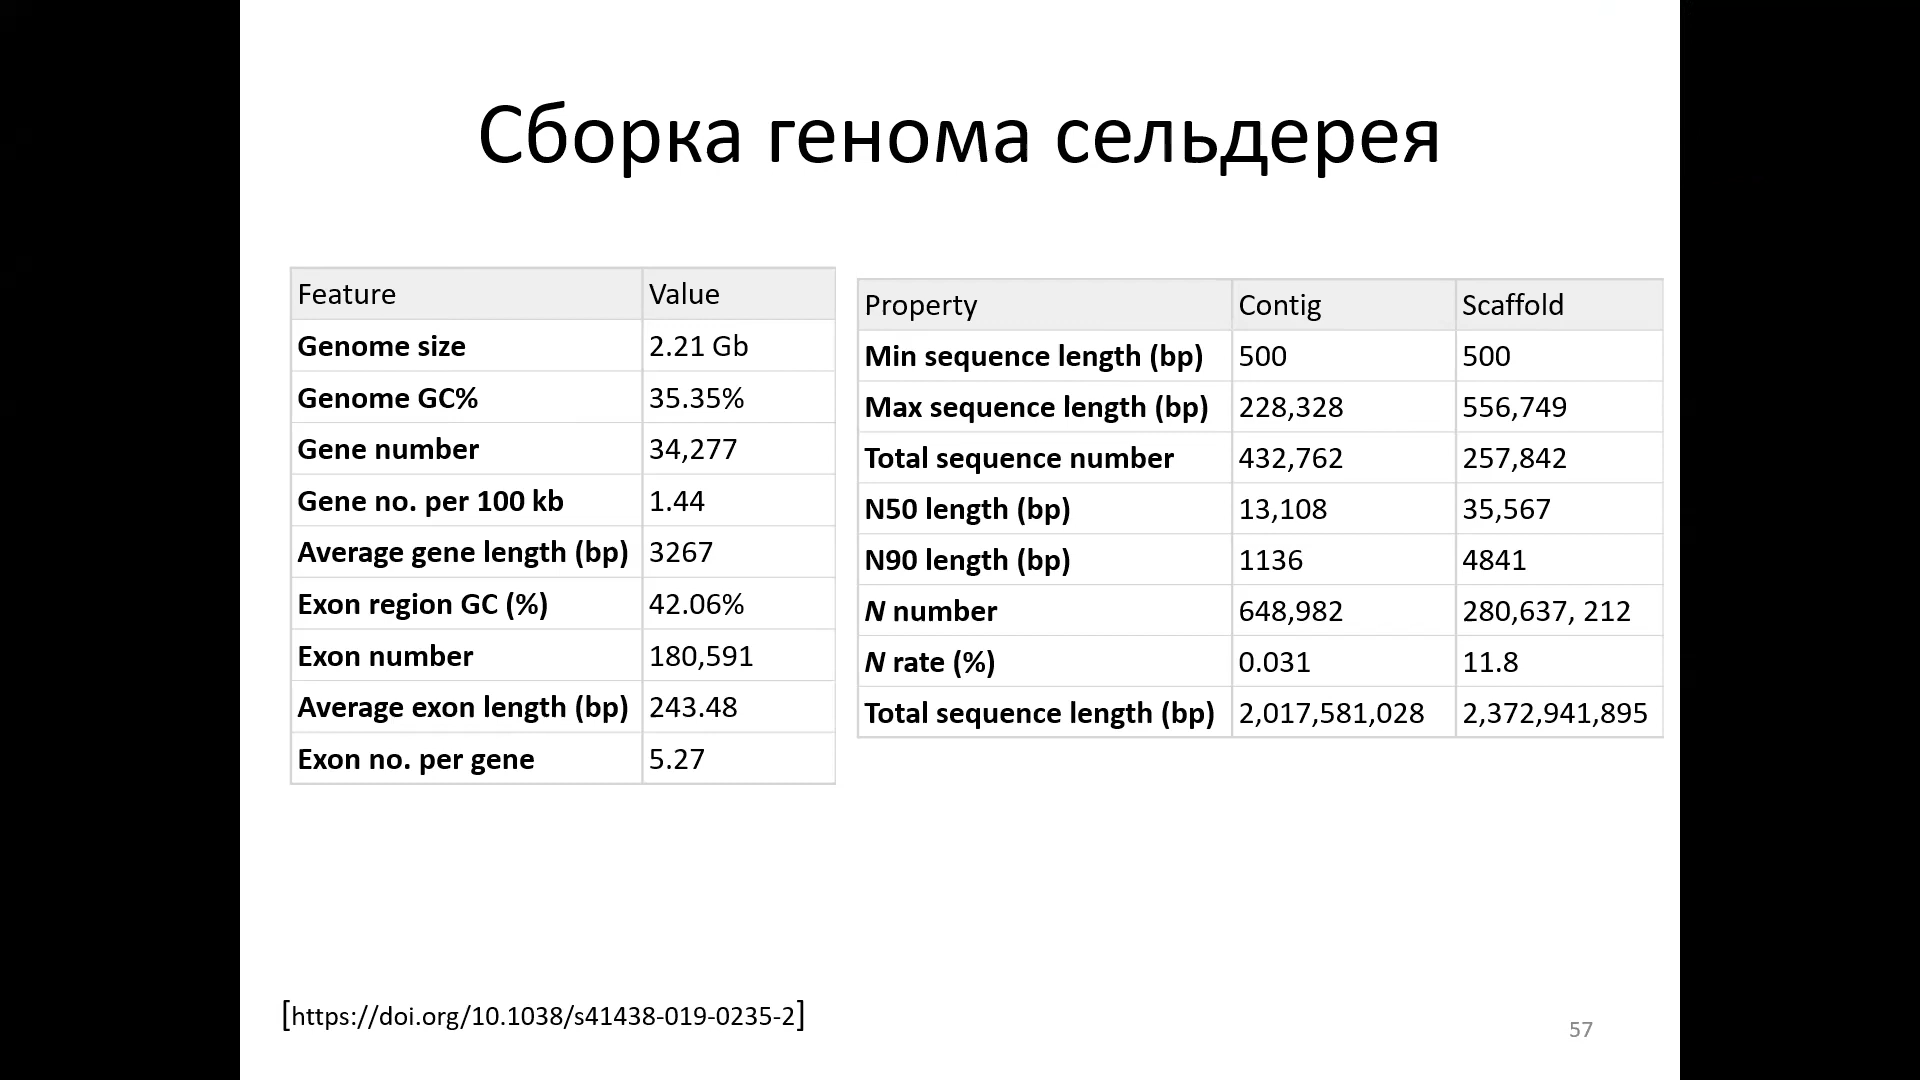 Сборка генома сельдерея
Feature Value
Genome size 2.21 Gb
Genome GC% 35.35%
Gene number 34,277
Gene no. per 100 kb 1.44
Average gene length (bp) 3267
Exon region GC (%) 42.06%
Exon number 180,591
Average exon length (bp) 243.48
Exon no. per gene 5.27
Property Contig Scaffold
Min sequence length (bp) 500 500
Max sequence length (bp) 228,328 556,749
Total sequence number 432,762 257,842
N50 length (bp) 13,108 35,567
N90 length (bp) 1136 4841
N number 648,982 280,637, 212
N rate (%) 0.031 11.8
Total sequence length (bp) 2,017,581,028 2,372,941,895
[https://doi.org/10.1038/s41438-019-0235-2]
57